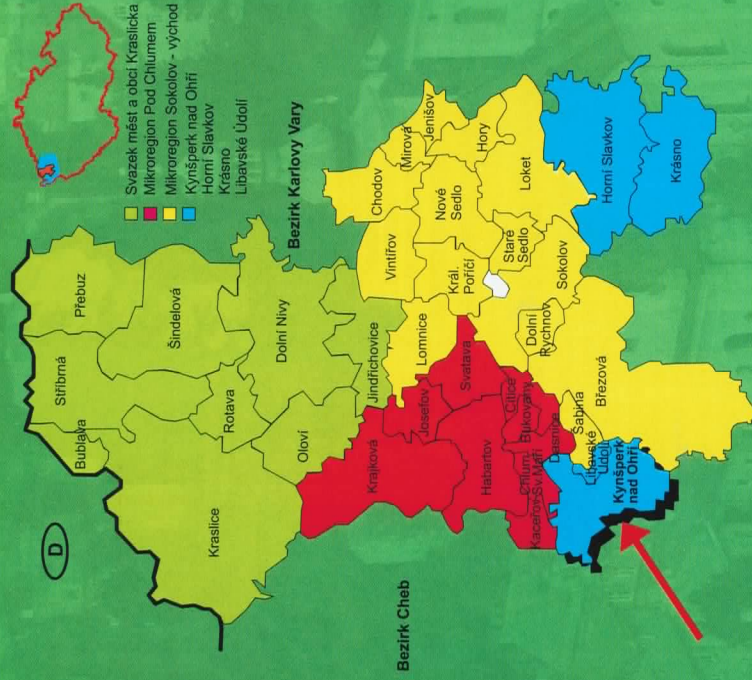 D
Svazek měst a obcí Kraslicka
Mikroregion Pod Chlumem
Mikroregion Sokolov - východ
Kynšperk nad Ohří
Horní Slavkov
Krásno
Libavské Údolí
Bezirk Karlovy Vary
Bezirk Cheb
Přebuz
Stříbrná
Bublava
Šindelová
Rotava
Kraslice
Dolní Nivy
Oloví
Jindřichovice
Krajková
Josefov
Svatava
Habartov
Citice
Bukovany
Chlum
Sv.Maří
Kaceřov
Dasnice
Lomnice
Vintířov
Chodov
Mírová
Jenišov
Nové
Sedlo
Hory
Loket
Král.
Poříčí
Staré
Sedlo
Sokolov
Dolní
Rychnov
Březová
Šabina
Libavské
Údolí
Kynšperk
nad Ohří
Horní Slavkov
Krásno